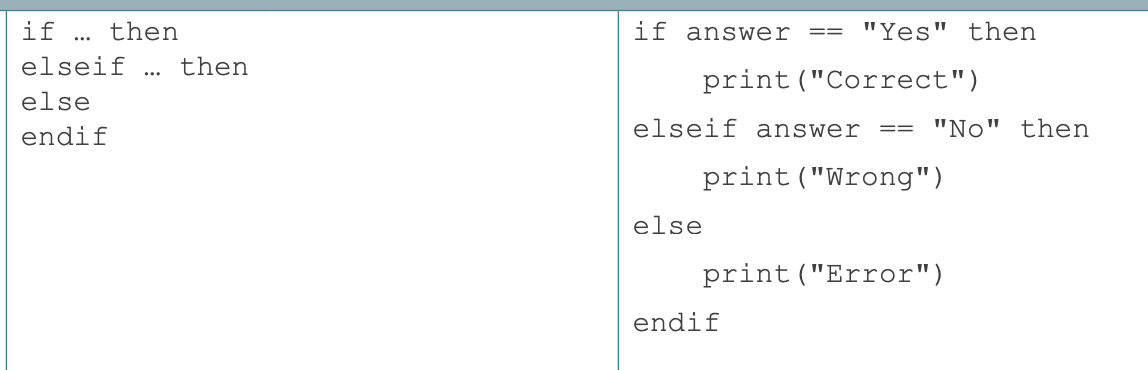 if … then
elseif … then
else
endif
if answer == "Yes" then
print("Correct")
elseif answer == "No" then
print("Wrong")
else
print("Error")
endif